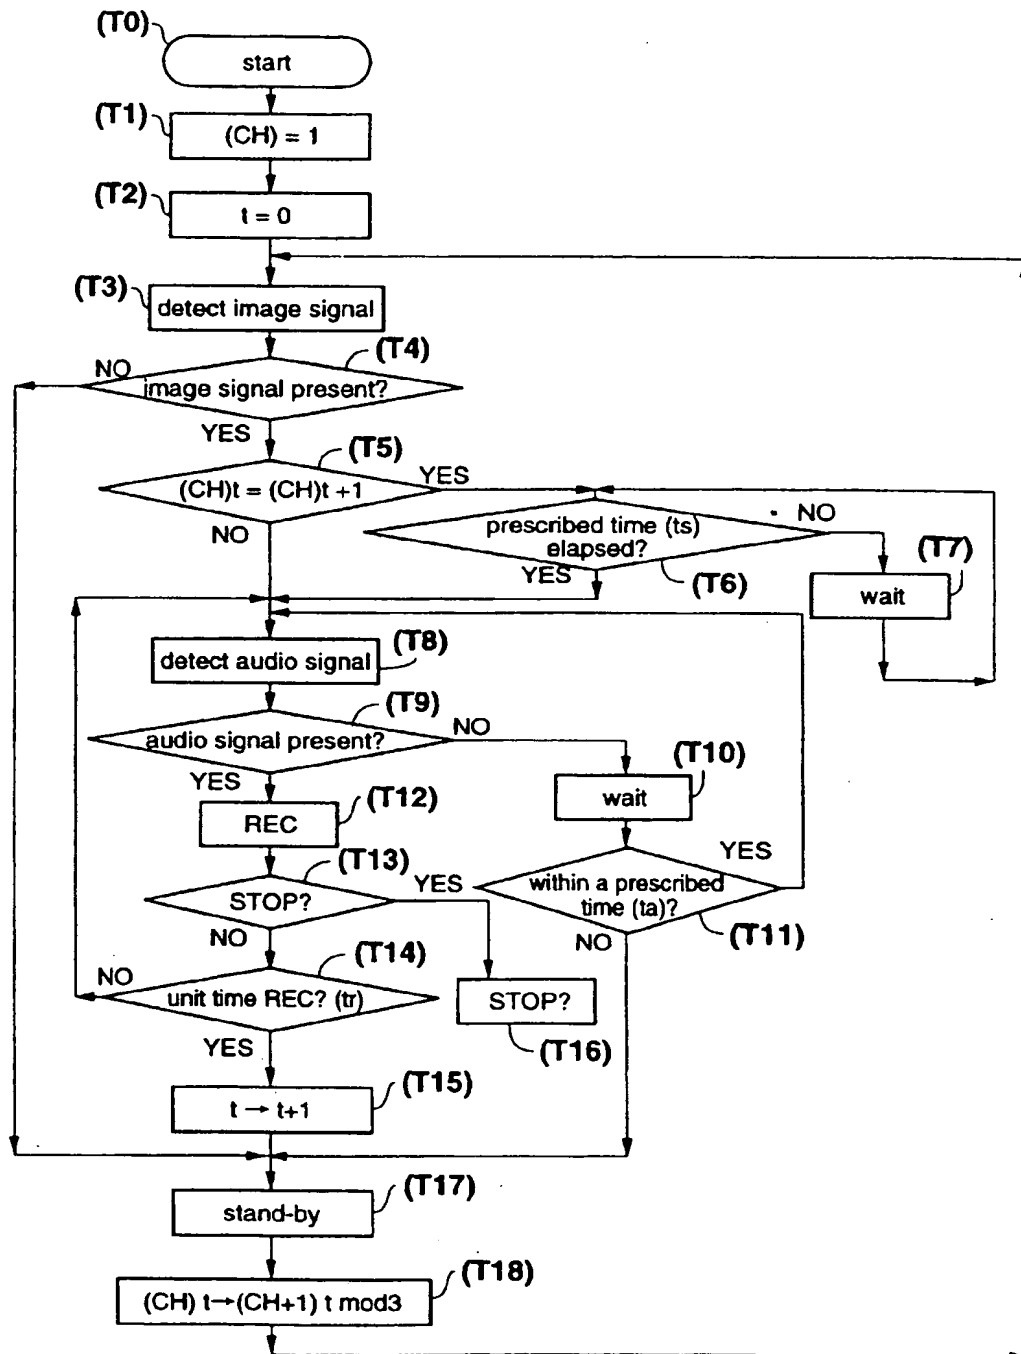 (T0)
start
(T1)
(CH) = 1
(T2)
t = 0
(T3)
detect image signal
(T4)
NO
image signal present?
YES
(T5)
YES
(CH)t = (CH)t +1
NO
prescribed time (ts)
elapsed?
NO
YES
(T6)
(T7)
wait
(T8)
detect audio signal
(T9)
NO
audio signal present?
YES
(T10)
wait
(T12)
REC
(T13)
YES
STOP?
NO
YES
within a prescribed
time (ta)?
NO
(T11)
(T14)
NO
unit time REC? (tr)
YES
STOP?
(T16)
(T15)
t → t+1
(T17)
stand-by
(T18)
(CH) t→(CH+1) t mod3